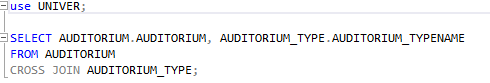 use UNIVER;
SELECT AUDITORIUM.AUDITORIUM, AUDITORIUM_TYPE.AUDITORIUM_TYPENAME
FROM AUDITORIUM
CROSS JOIN AUDITORIUM_TYPE;